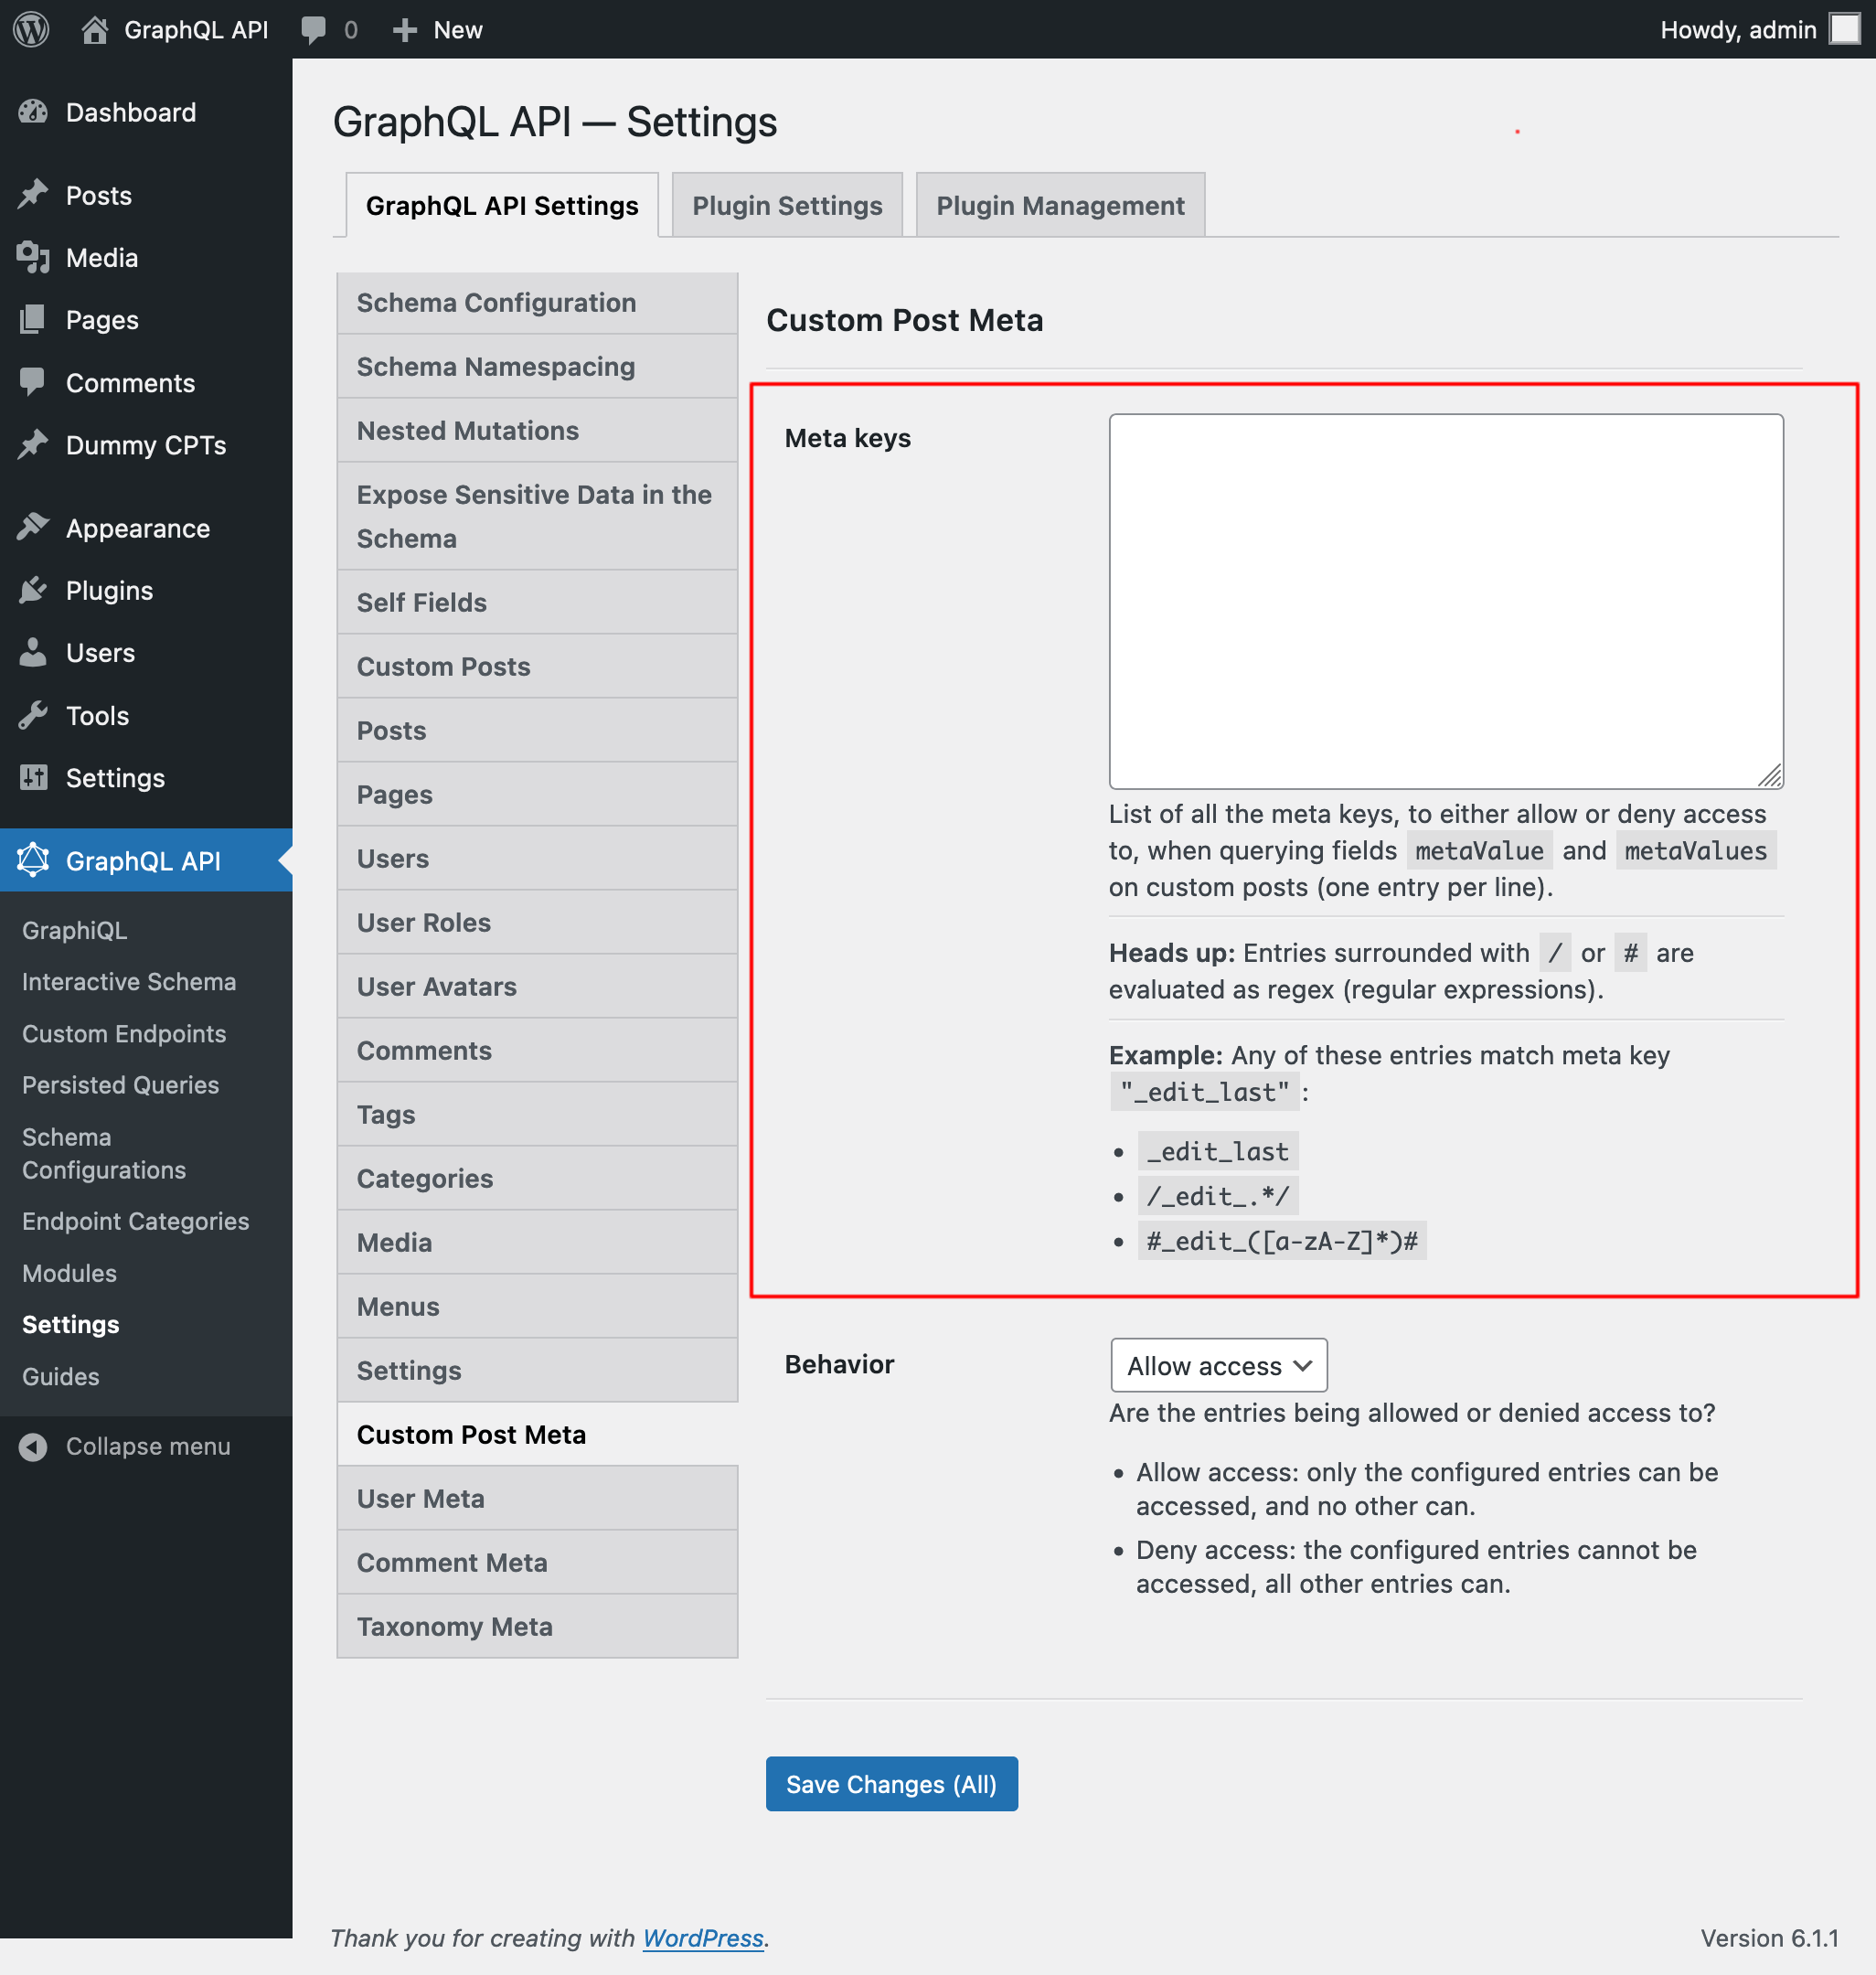 GraphQL API
0
New
Howdy, admin
Dashboard
Posts
Media
Pages
Comments
Dummy CPTs
Appearance
Plugins
Users
Tools
Settings
GraphQL API
GraphiQL
Interactive Schema
Custom Endpoints
Persisted Queries
Schema
Configurations
Endpoint Categories
Modules
Settings
Guides
Collapse menu
GraphQL API — Settings
GraphQL API Settings
Plugin Settings
Plugin Management
Schema Configuration
Schema Namespacing
Nested Mutations
Expose Sensitive Data in the
Schema
Self Fields
Custom Posts
Posts
Pages
Users
User Roles
User Avatars
Comments
Tags
Categories
Media
Menus
Settings
Custom Post Meta
User Meta
Comment Meta
Taxonomy Meta
Custom Post Meta
Meta keys
List of all the meta keys, to either allow or deny access
to, when querying fields metaValue and metaValues
on custom posts (one entry per line).
Heads up: Entries surrounded with / or # are
evaluated as regex (regular expressions).
Example: Any of these entries match meta key
"_edit_last" :
• _edit_last
• /_edit_.*/
• #_edit_([a-zA-Z]*)#
Behavior
Allow access
Are the entries being allowed or denied access to?
• Allow access: only the configured entries can be
accessed, and no other can.
• Deny access: the configured entries cannot be
accessed, all other entries can.
Save Changes (All)
Thank you for creating with WordPress.
Version 6.1.1